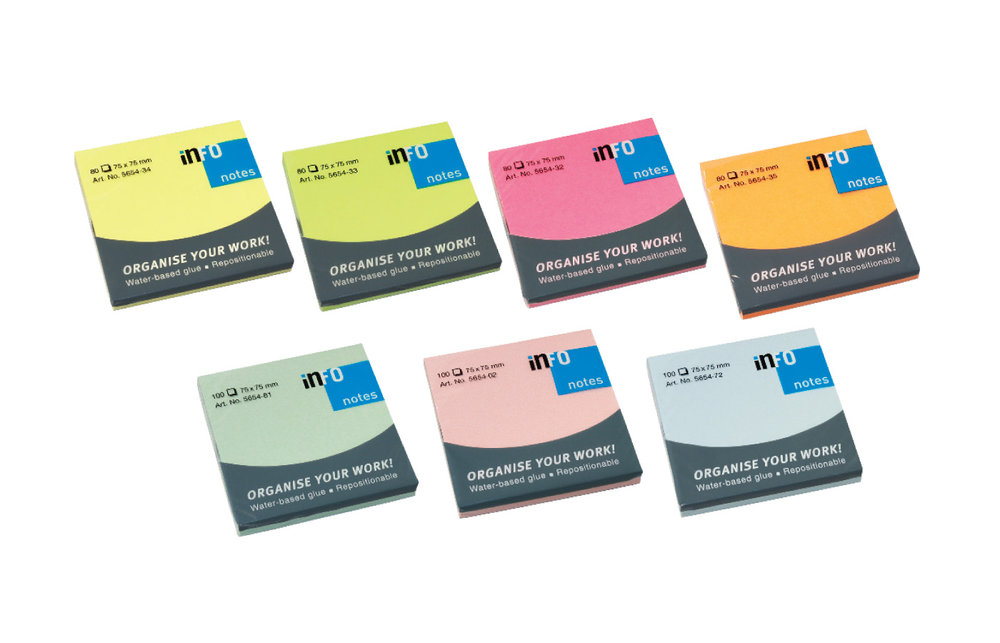 80 75 x 75 mm
Art. No. 5654-34
inFO
notes
ORGANISE YOUR WORK!
Water-based glue ▪ Repositionable
80 75 x 75 mm
Art. No. 5654-33
inFO
notes
ORGANISE YOUR WORK!
Water-based glue ▪ Repositionable
80 75 x 75 mm
Art. No. 5654-32
inFO
notes
ORGANISE YOUR WORK!
Water-based glue ▪ Repositionable
80 75 x 75 mm
Art. No. 5654-35
inFO
notes
ORGANISE YOUR WORK!
Water-based glue ▪ Repositionable
100 75 x 75 mm
Art. No. 5654-81
inFO
notes
ORGANISE YOUR WORK!
Water-based glue ▪ Repositionable
100 75 x 75 mm
Art. No. 5654-02
inFO
notes
ORGANISE YOUR WORK!
Water-based glue ▪ Repositionable
100 75 x 75 mm
Art. No. 5654-72
inFO
notes
ORGANISE YOUR WORK!
Water-based glue ▪ Repositionable